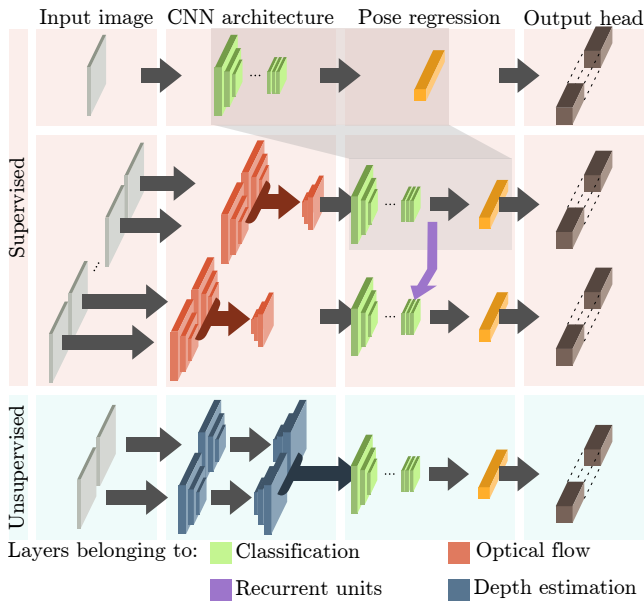 Input image CNN architecture Pose regression Output head
Supervised
Unsupervised
Layers belonging to: Classification Optical flow
Recurrent units Depth estimation